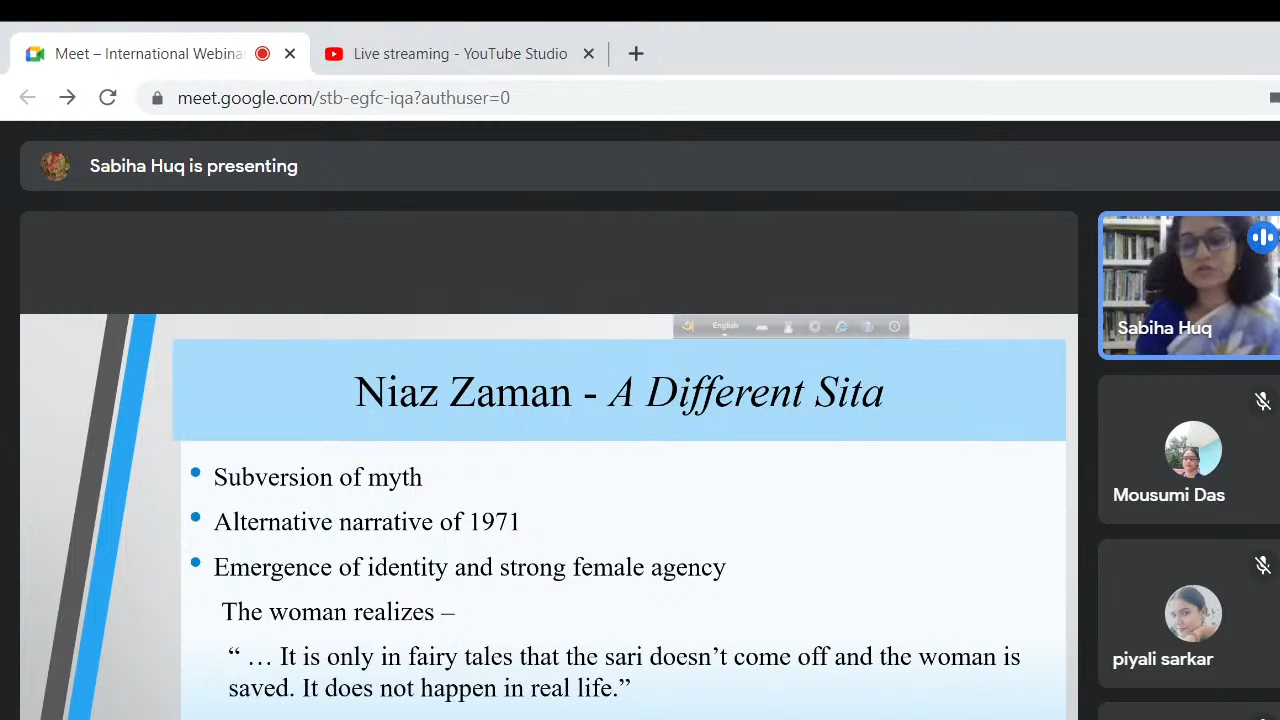 Meet – International Webina
Live streaming - YouTube Studio
meet.google.com/stb-egfc-iqa?authuser=0
Sabiha Huq is presenting
Sabiha Huq
English
Niaz Zaman - A Different Sita
• Subversion of myth
• Alternative narrative of 1971
• Emergence of identity and strong female agency
The woman realizes –
“ … It is only in fairy tales that the sari doesn’t come off and the woman is
saved. It does not happen in real life.”
Mousumi Das
piyali sarkar